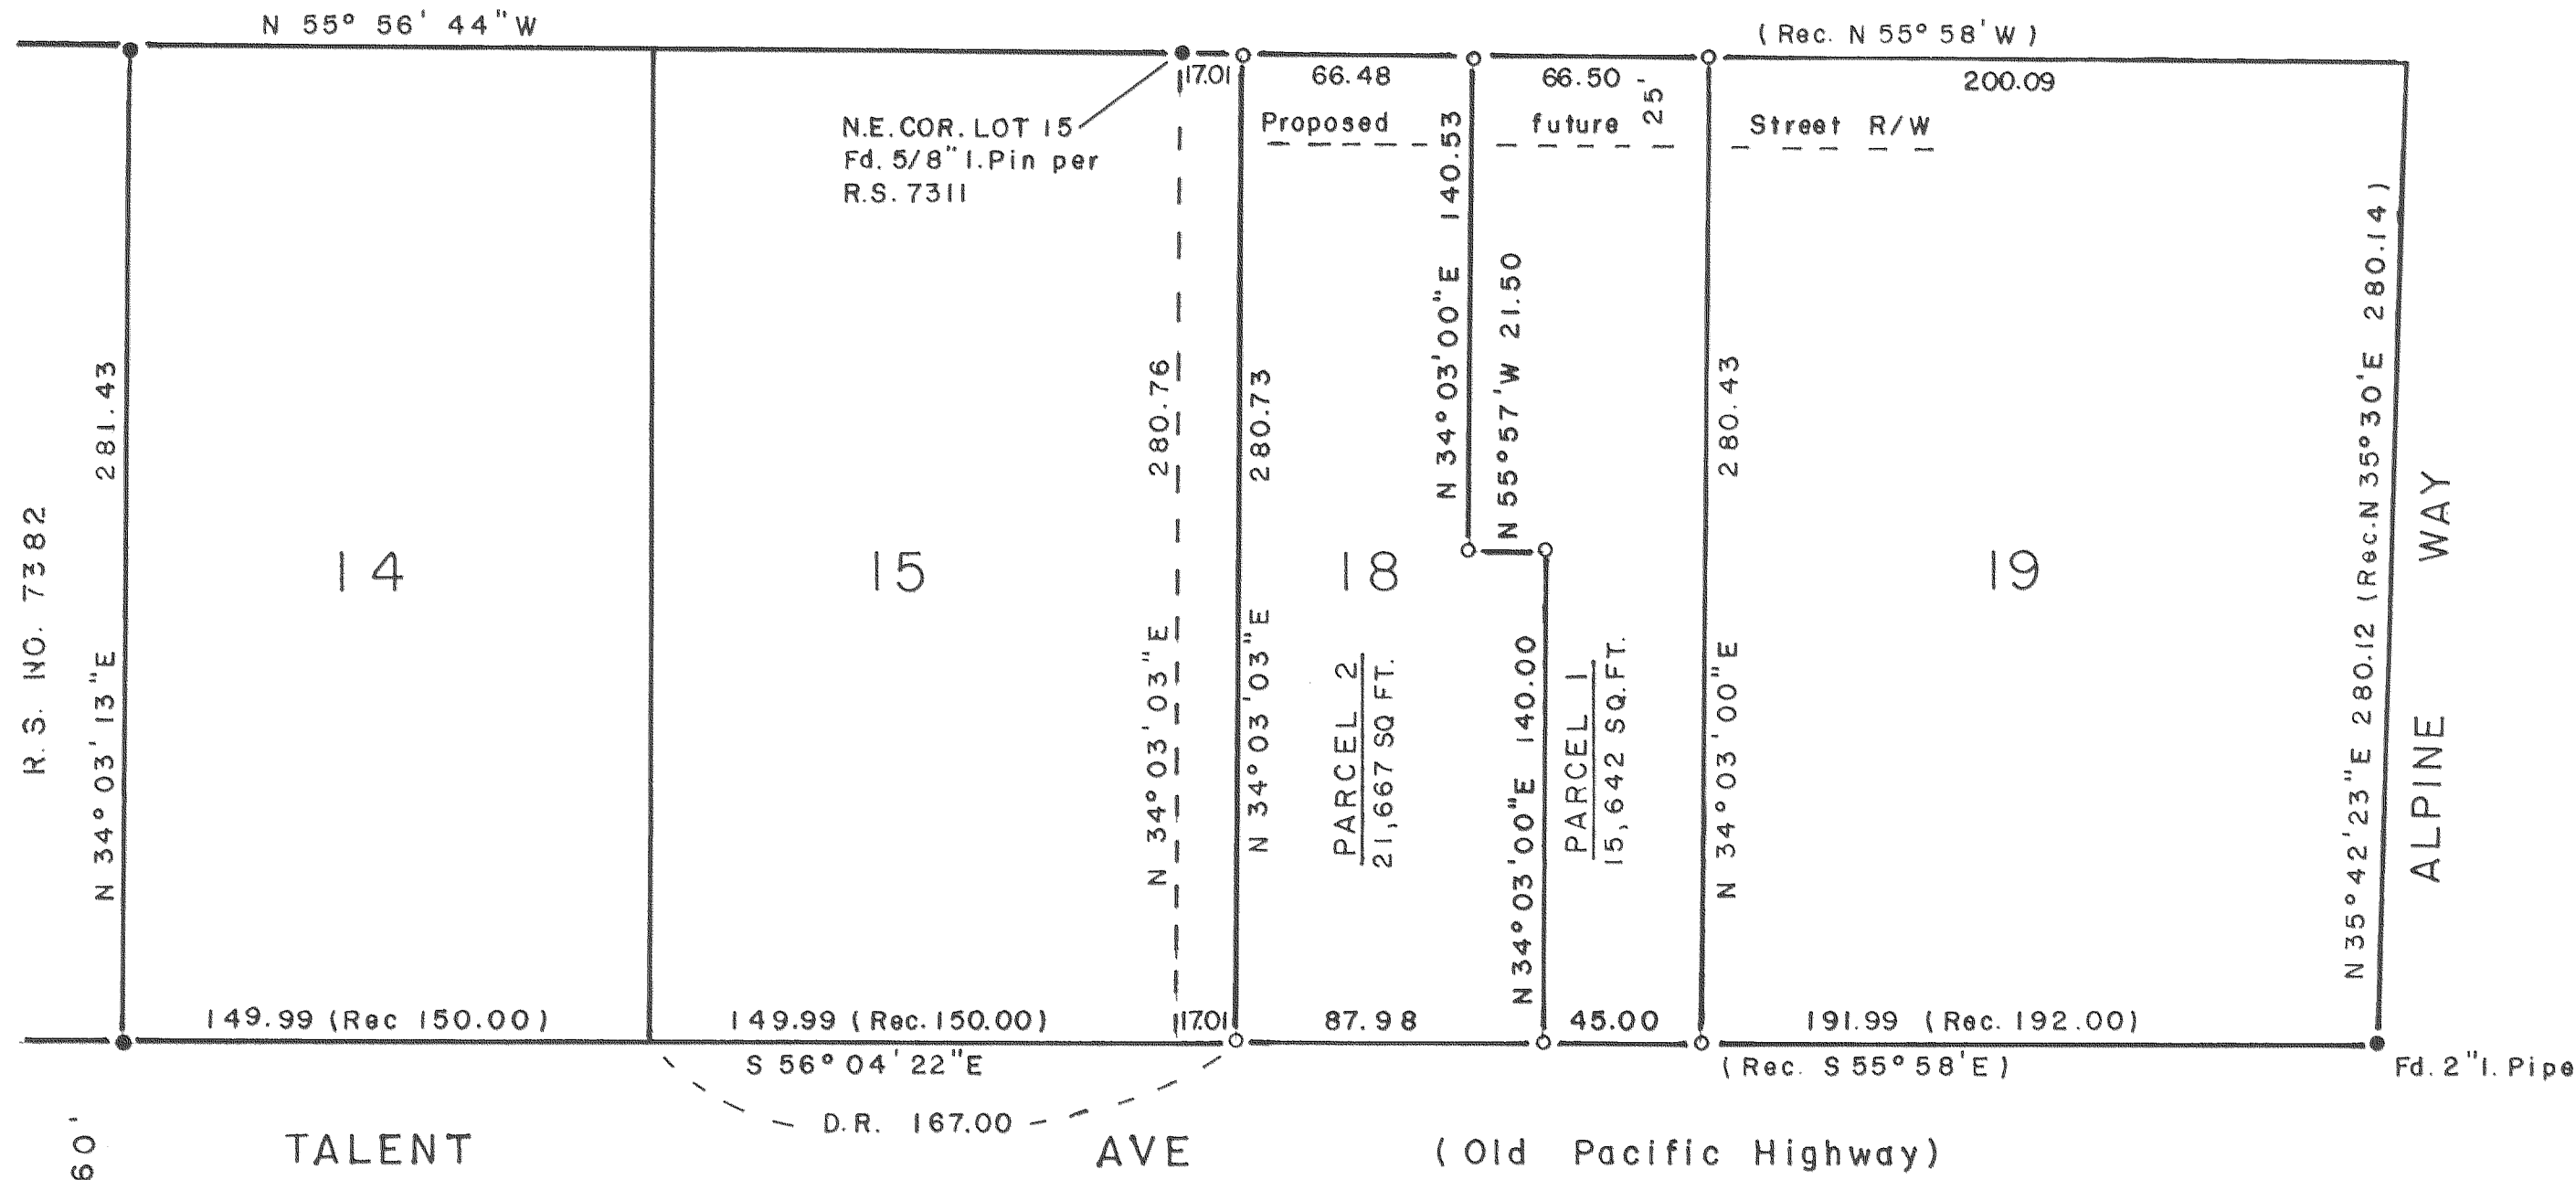 N 55° 56' 44" W
(Rec. N 55° 58' W)
17.01
66.48
66.50
200.09
25'
N.E. COR. LOT 15
Fd. 5/8" I. Pin per
R.S. 7311
Proposed future Street R/W
R.S. NO. 7382
N 34° 03' 13" E 281.43
14
15
N 34° 03' 03" E 280.76
N 34° 03' 03" E 280.73
18
PARCEL 2
21,667 SQ FT.
N 34° 03' 00" E 140.53
N 55° 57' W 21.50
N 34° 03' 00" E 140.00
PARCEL 1
15,642 SQ. FT.
N 34° 03' 00" E 280.43
19
N 35° 42' 23" E 280.12 (Rec. N 35° 30' E 280.14)
ALPINE WAY
149.99 (Rec 150.00)
149.99 (Rec. 150.00)
17.01
87.98
45.00
191.99 (Rec. 192.00)
S 56° 04' 22" E
(Rec. S 55° 58' E)
Fd. 2" I. Pipe
D.R. 167.00
60'
TALENT AVE (Old Pacific Highway)